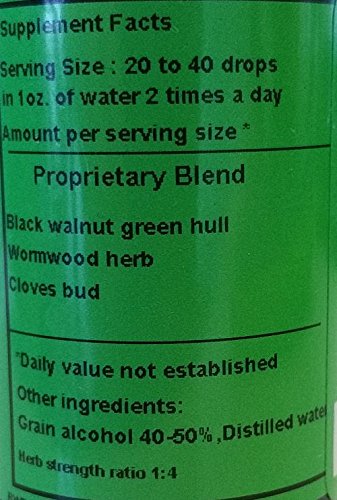 Supplement Facts
Serving Size : 20 to 40 drops
in 1oz. of water 2 times a day
Amount per serving size *
Proprietary Blend
Black walnut green hull
Wormwood herb
Cloves bud
*Daily value not established
Other ingredients:
Grain alcohol 40-50% ,Distilled water
Herb strength ratio 1:4